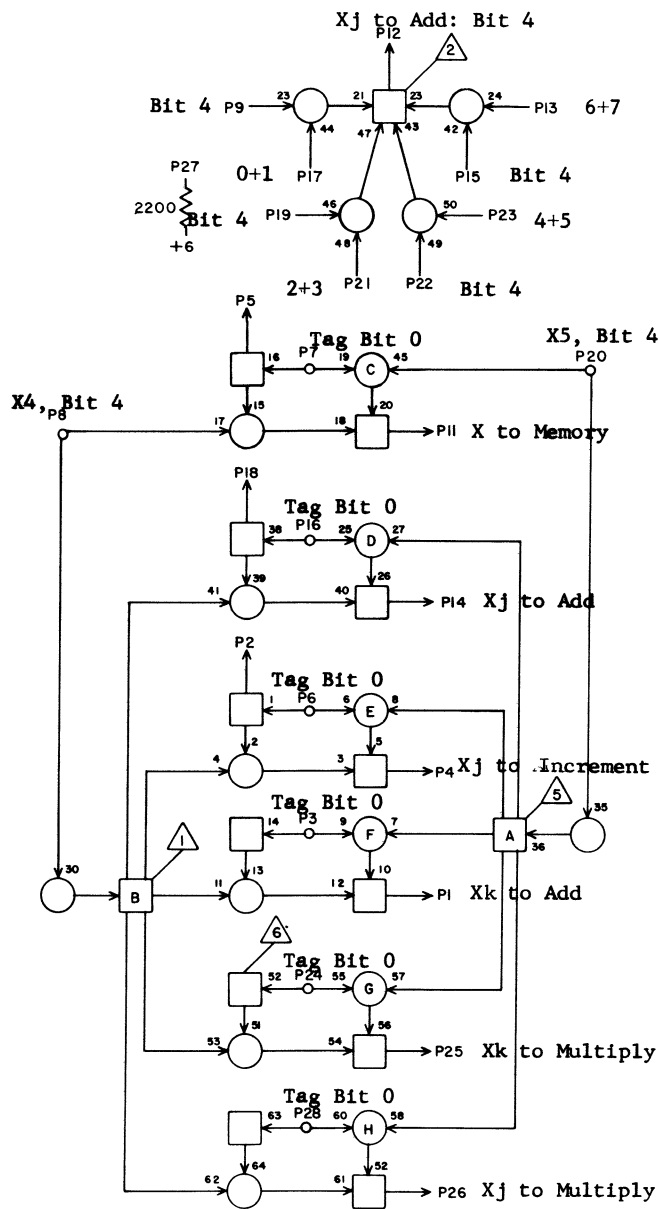 Xj to Add: Bit 4
P12
2
23 21 23 24
Bit 4 P9 P13 6+7
44 47 43 42
P27 0+1 P17 P15 Bit 4
2200 Bit 4 P19 46 50 P23 4+5
+6 48 49
2+3 P21 P22 Bit 4
P5
Tag Bit 0 X5, Bit 4
16 P7 19 C 45 P20
X4, Bit 4
P8 17 15 18 20 P11 X to Memory
P18
Tag Bit 0
38 P16 25 D 27
41 39 40 26 P14 Xj to Add
P2
Tag Bit 0
1 P6 6 E 8
4 2 3 5 P4 Xj to Increment
Tag Bit 0 5
14 P3 9 F 7 A 36 35
1
30 B 11 13 12 10 P1 Xk to Add
6
Tag Bit 0
52 P24 55 G 57
53 51 54 56 P25 Xk to Multiply
Tag Bit 0
63 P28 60 H 58
62 64 61 52 P26 Xj to Multiply